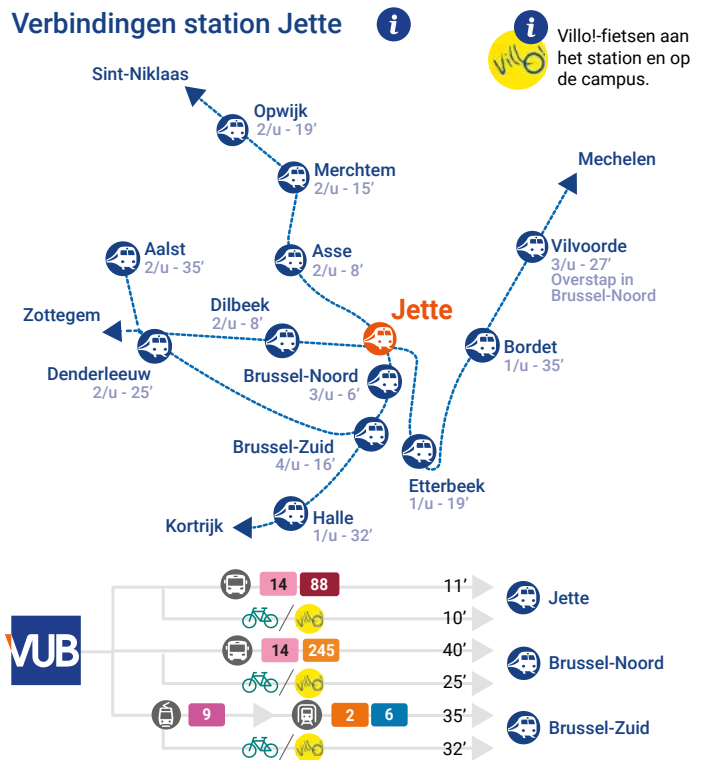 Verbindingen station Jette
i
i
Villo!-fietsen aan
het station en op
de campus.
Villo!
Sint-Niklaas
Opwijk
2/u - 19’
Merchtem
2/u - 15’
Mechelen
Aalst
2/u - 35’
Asse
2/u - 8’
Vilvoorde
3/u - 27’
Overstap in
Brussel-Noord
Zottegem
Dilbeek
2/u - 8’
Jette
Denderleeuw
2/u - 25’
Brussel-Noord
3/u - 6’
Bordet
1/u - 35’
Brussel-Zuid
4/u - 16’
Etterbeek
1/u - 19’
Kortrijk
Halle
1/u - 32’
VUB
14 88 11’
Villo!
10’
Jette
14 245 40’
Villo!
25’
Brussel-Noord
9 2 6 35’
Villo!
32’
Brussel-Zuid